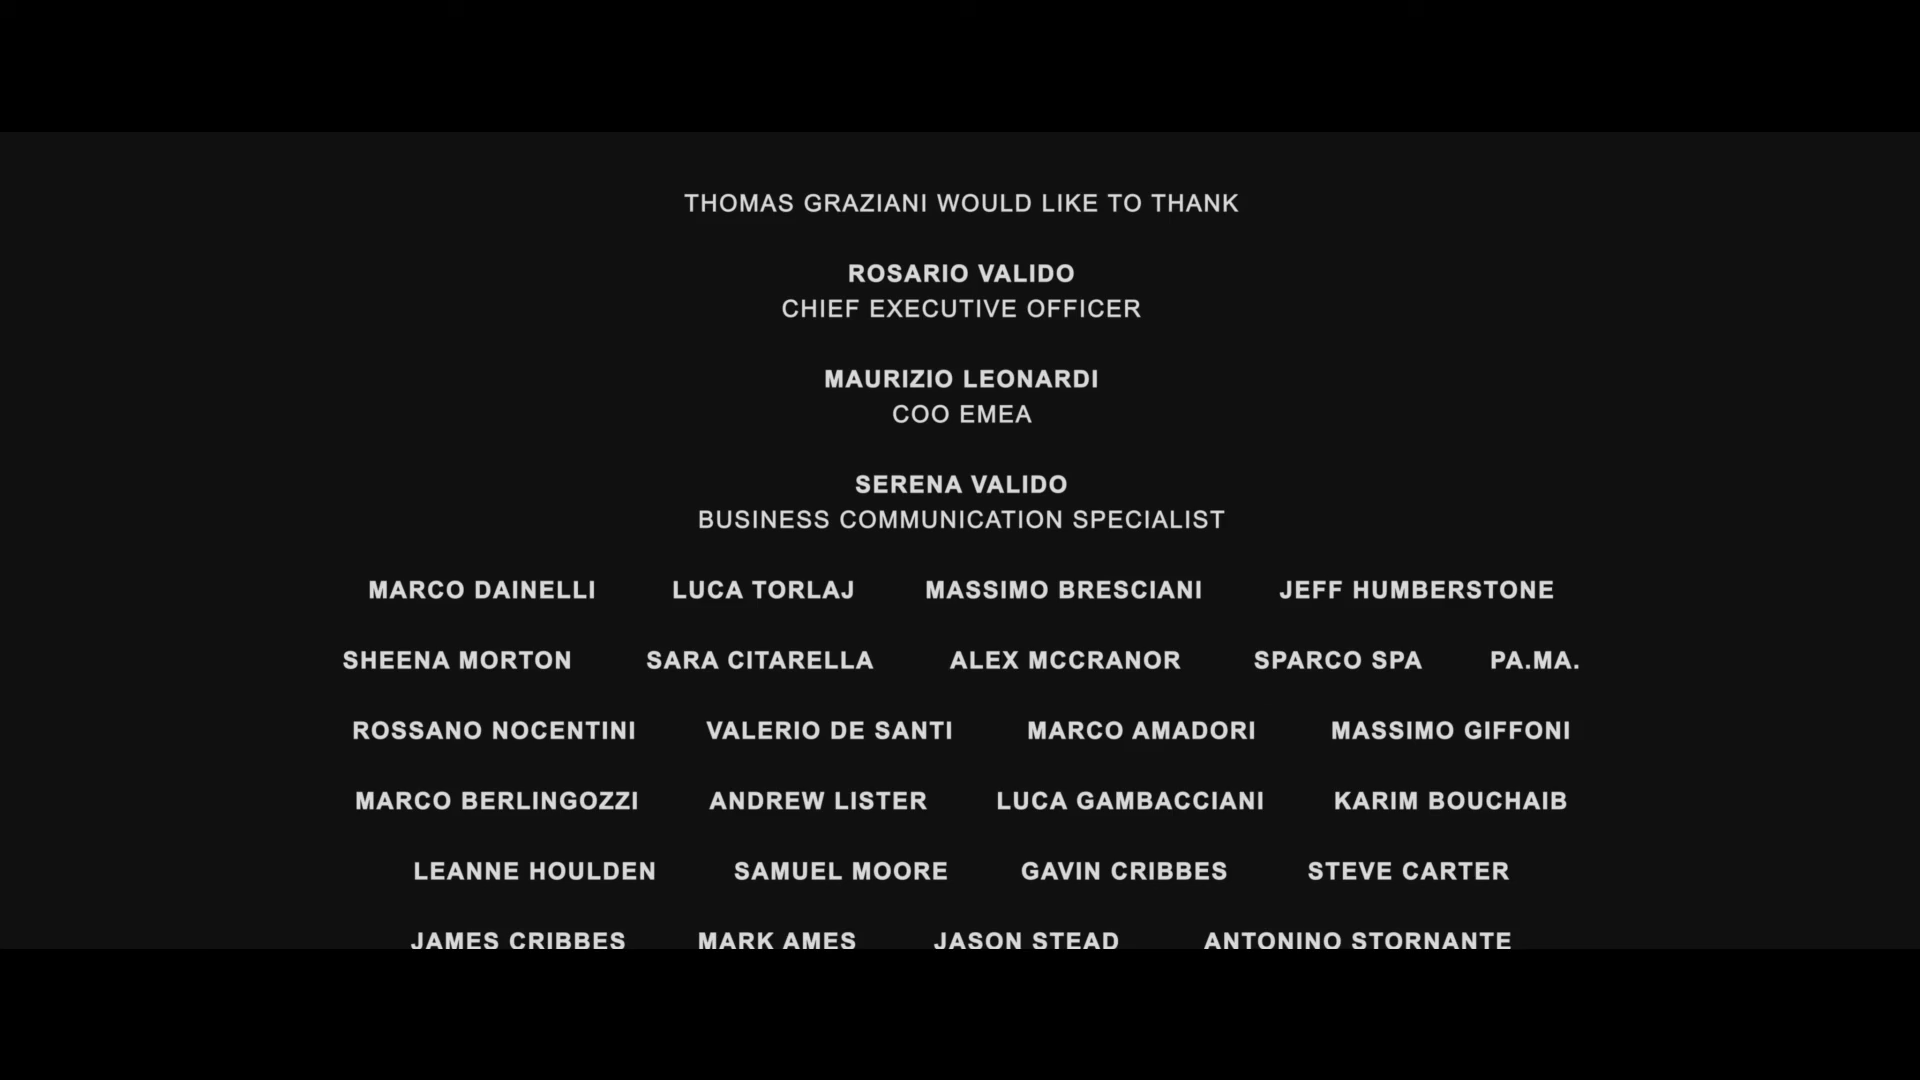 THOMAS GRAZIANI WOULD LIKE TO THANK
ROSARIO VALIDO
CHIEF EXECUTIVE OFFICER
MAURIZIO LEONARDI
COO EMEA
SERENA VALIDO
BUSINESS COMMUNICATION SPECIALIST
MARCO DAINELLI LUCA TORLAJ MASSIMO BRESCIANI JEFF HUMBERSTONE
SHEENA MORTON SARA CITARELLA ALEX MCCRANOR SPARCO SPA PA.MA.
ROSSANO NOCENTINI VALERIO DE SANTI MARCO AMADORI MASSIMO GIFFONI
MARCO BERLINGOZZI ANDREW LISTER LUCA GAMBACCIANI KARIM BOUCHAIB
LEANNE HOULDEN SAMUEL MOORE GAVIN CRIBBES STEVE CARTER
JAMES CRIBBES MARK AMES JASON STEAD ANTONINO STORNANTE